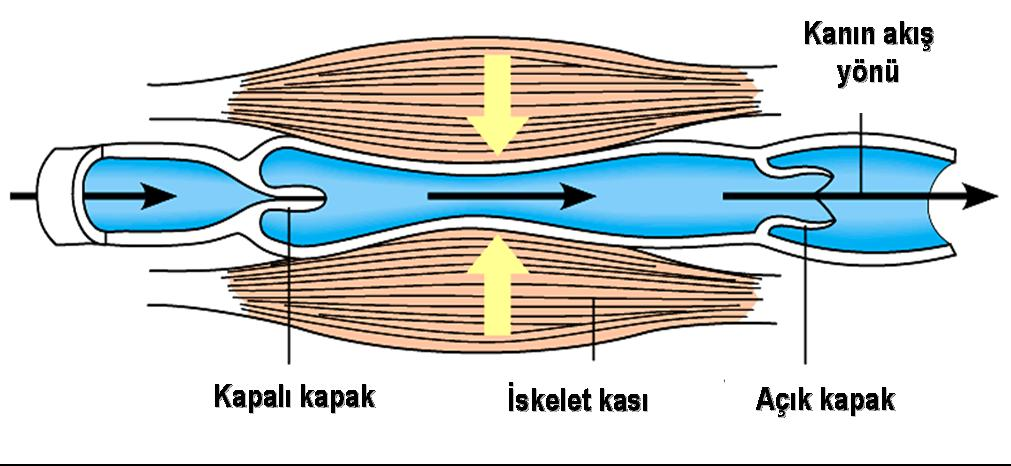 Kanın akış
yönü
Kapalı kapak
İskelet kası
Açık kapak